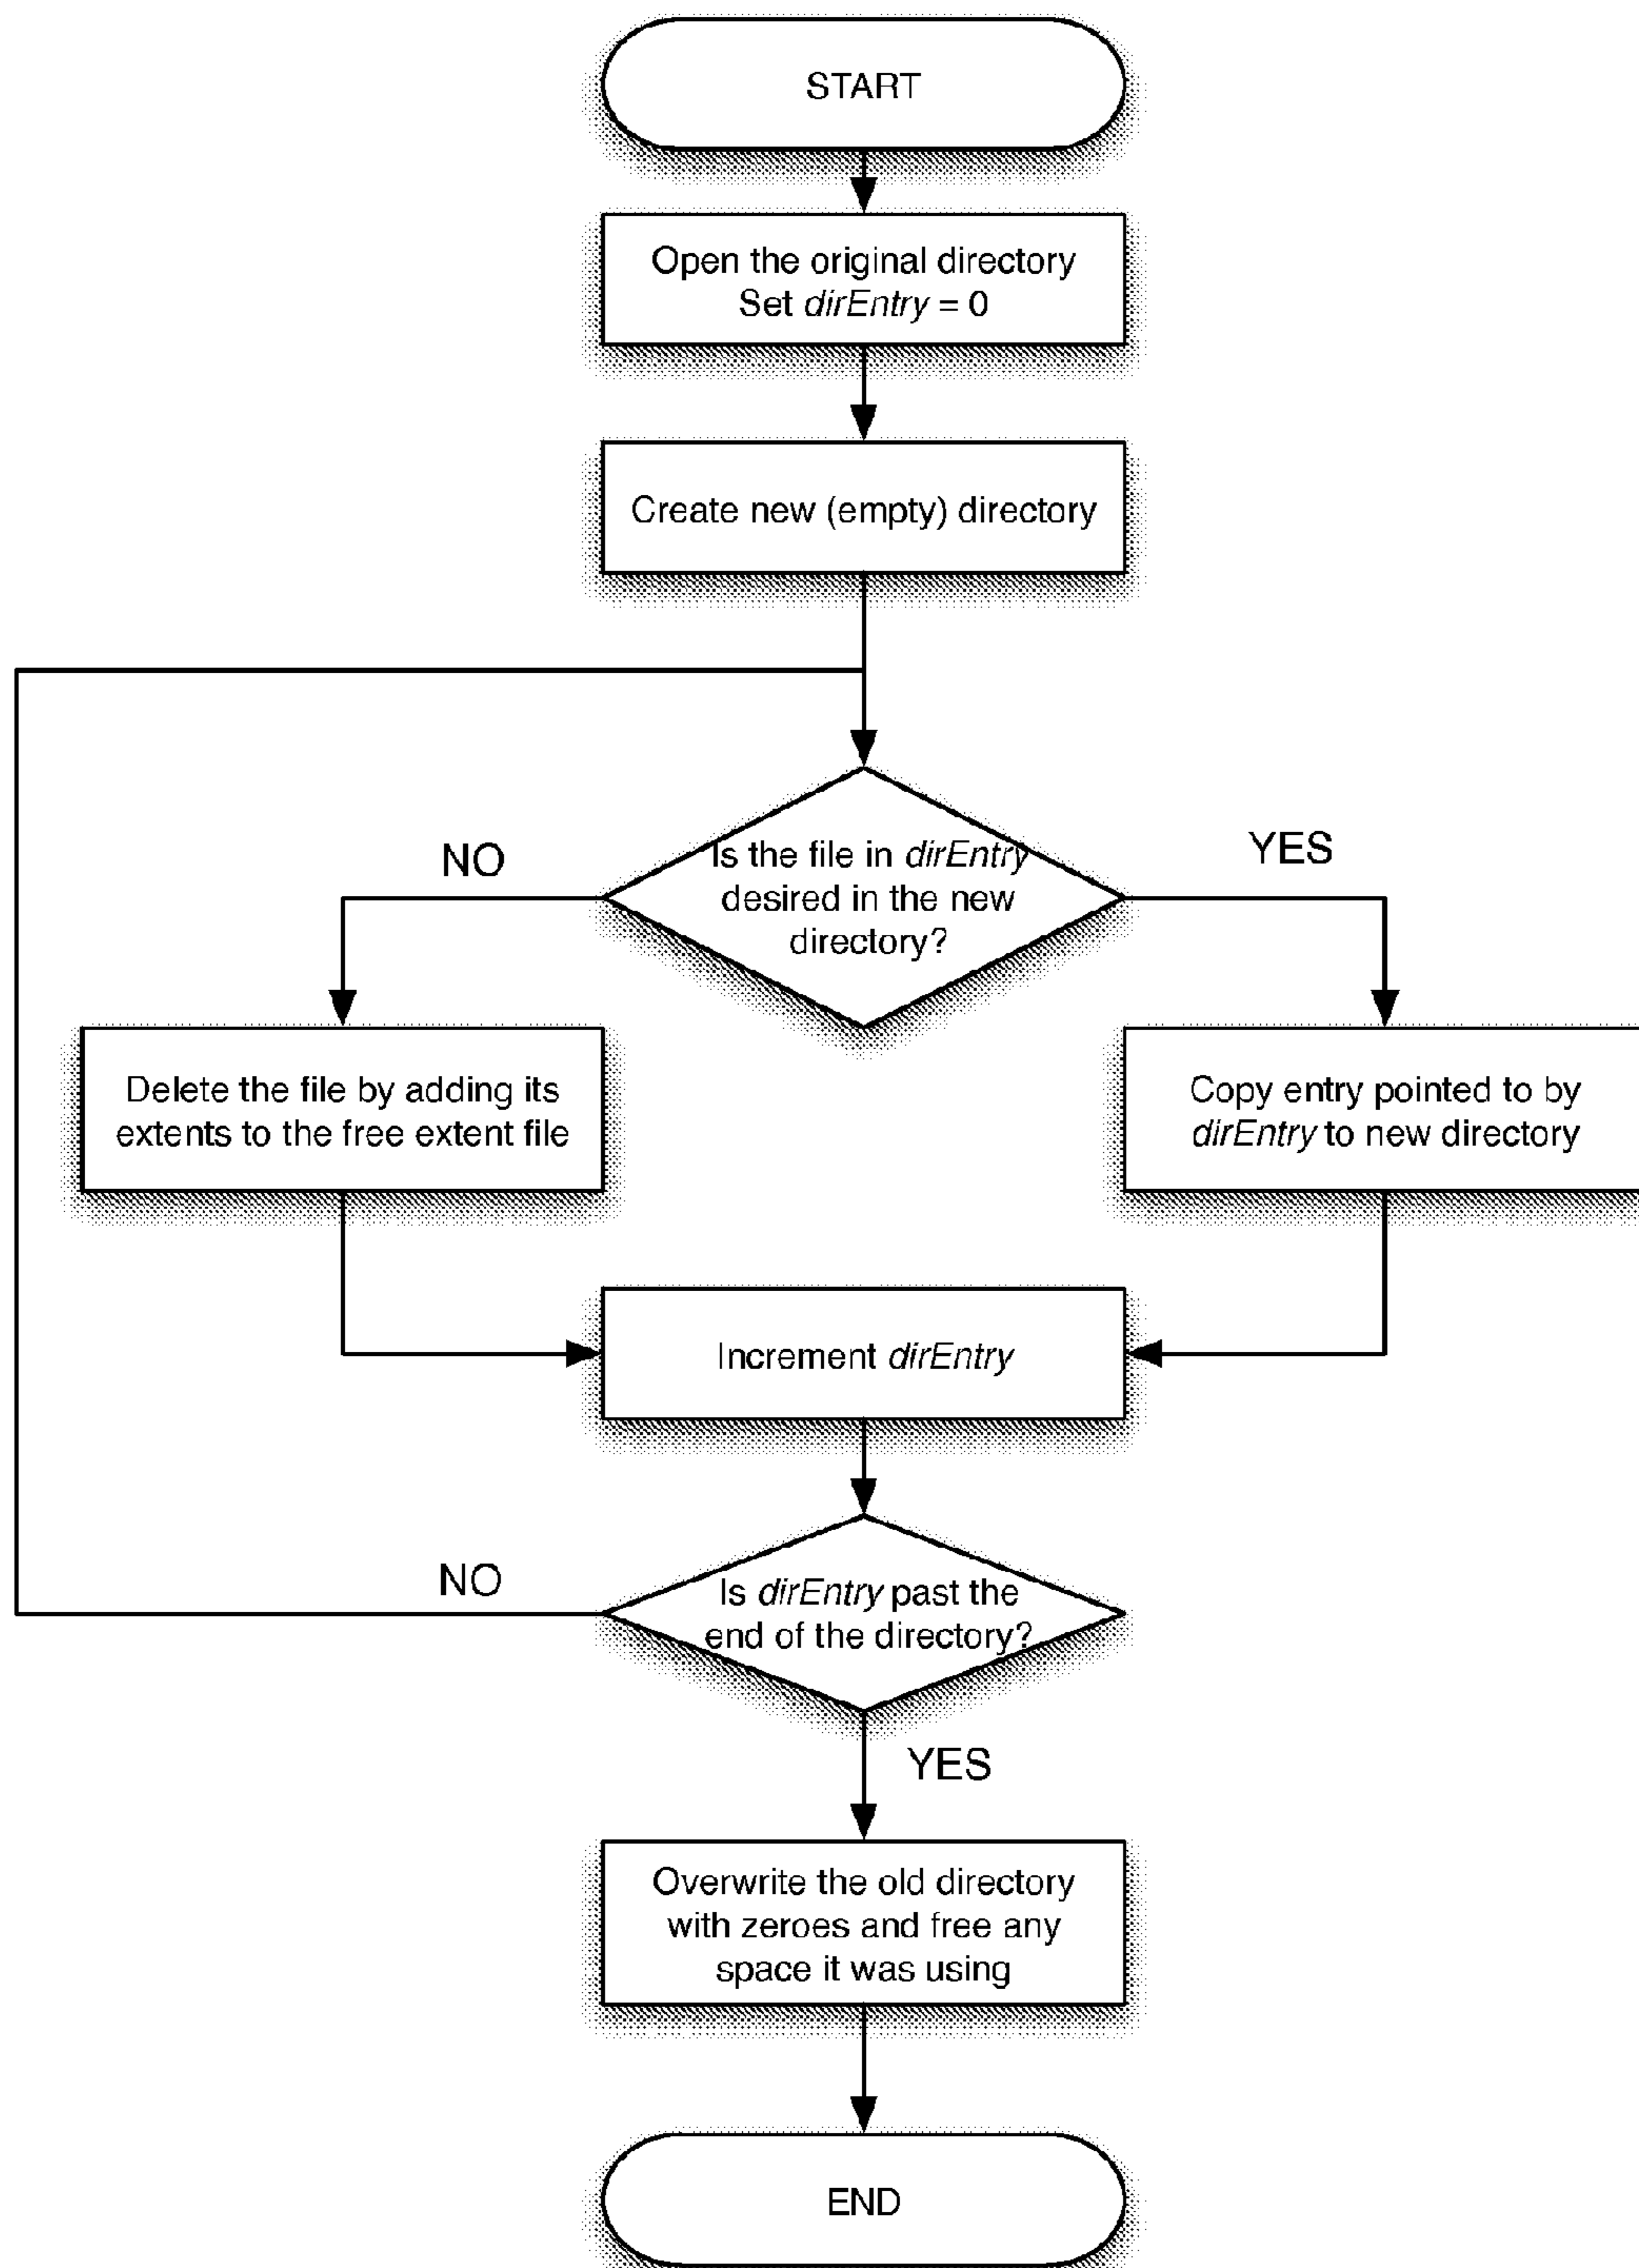 START
Open the original directory
Set dirEntry = 0
Create new (empty) directory
Is the file in dirEntry
desired in the new
directory?
NO
YES
Delete the file by adding its
extents to the free extent file
Copy entry pointed to by
dirEntry to new directory
Increment dirEntry
Is dirEntry past the
end of the directory?
NO
YES
Overwrite the old directory
with zeroes and free any
space it was using
END